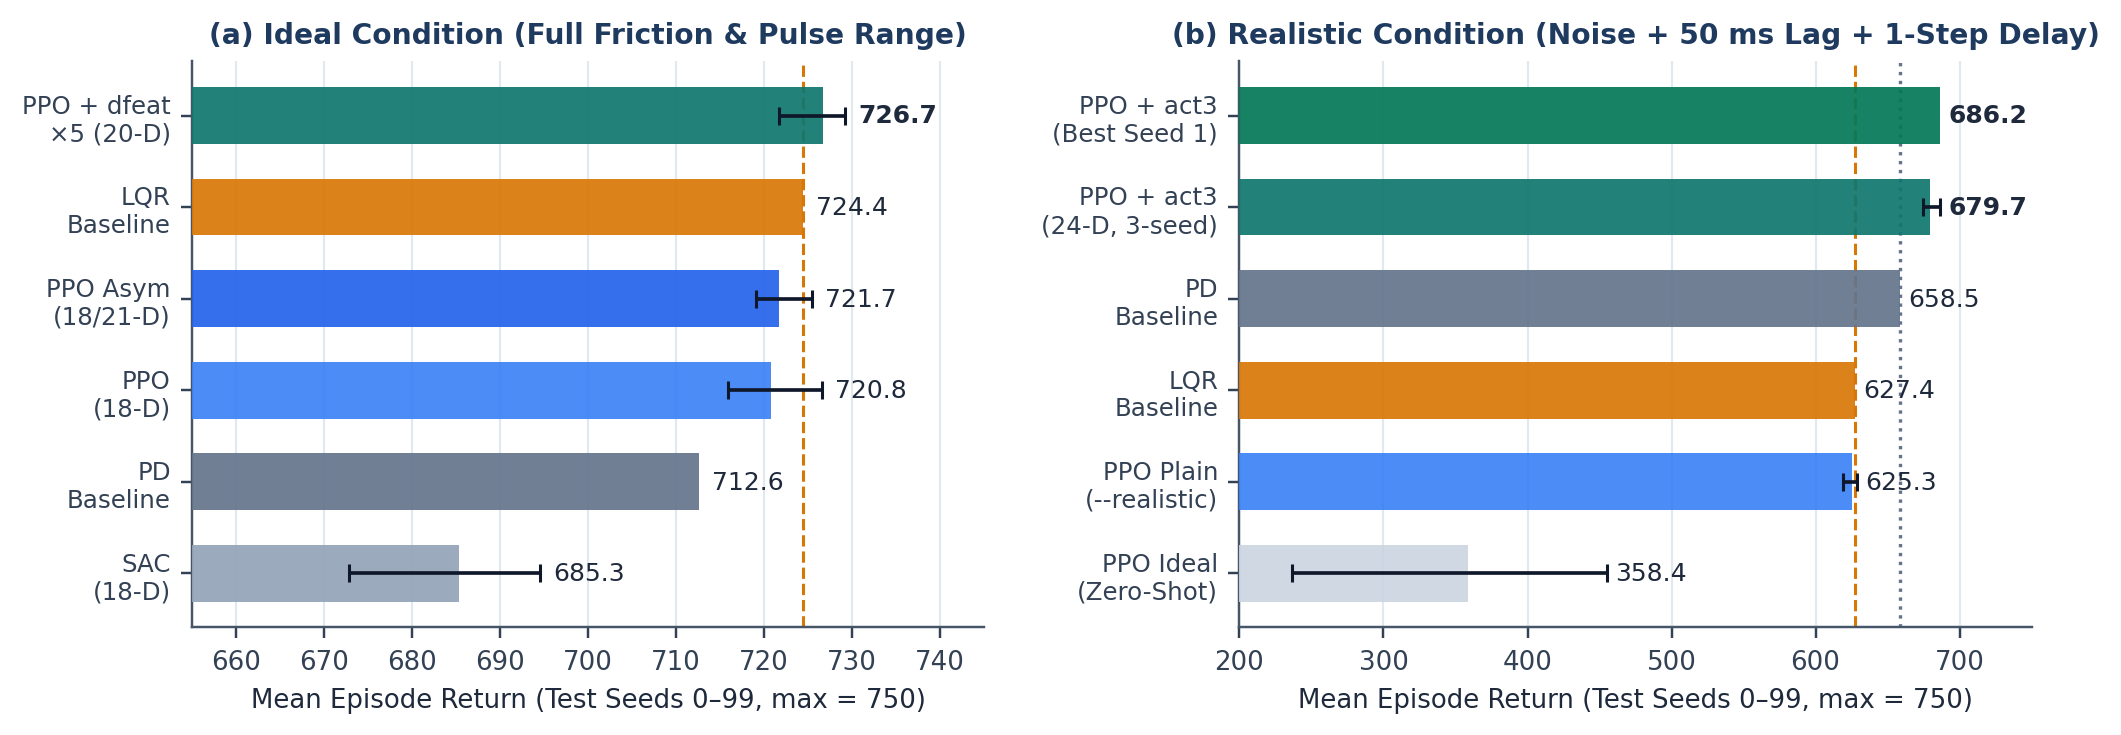 (a) Ideal Condition (Full Friction & Pulse Range)
PPO + dfeat
×5 (20-D)
726.7
LQR
Baseline
724.4
PPO Asym
(18/21-D)
721.7
PPO
(18-D)
720.8
PD
Baseline
712.6
SAC
(18-D)
685.3
660 670 680 690 700 710 720 730 740
Mean Episode Return (Test Seeds 0–99, max = 750)
(b) Realistic Condition (Noise + 50 ms Lag + 1-Step Delay)
PPO + act3
(Best Seed 1)
686.2
PPO + act3
(24-D, 3-seed)
679.7
PD
Baseline
658.5
LQR
Baseline
627.4
PPO Plain
(--realistic)
625.3
PPO Ideal
(Zero-Shot)
358.4
200 300 400 500 600 700
Mean Episode Return (Test Seeds 0–99, max = 750)